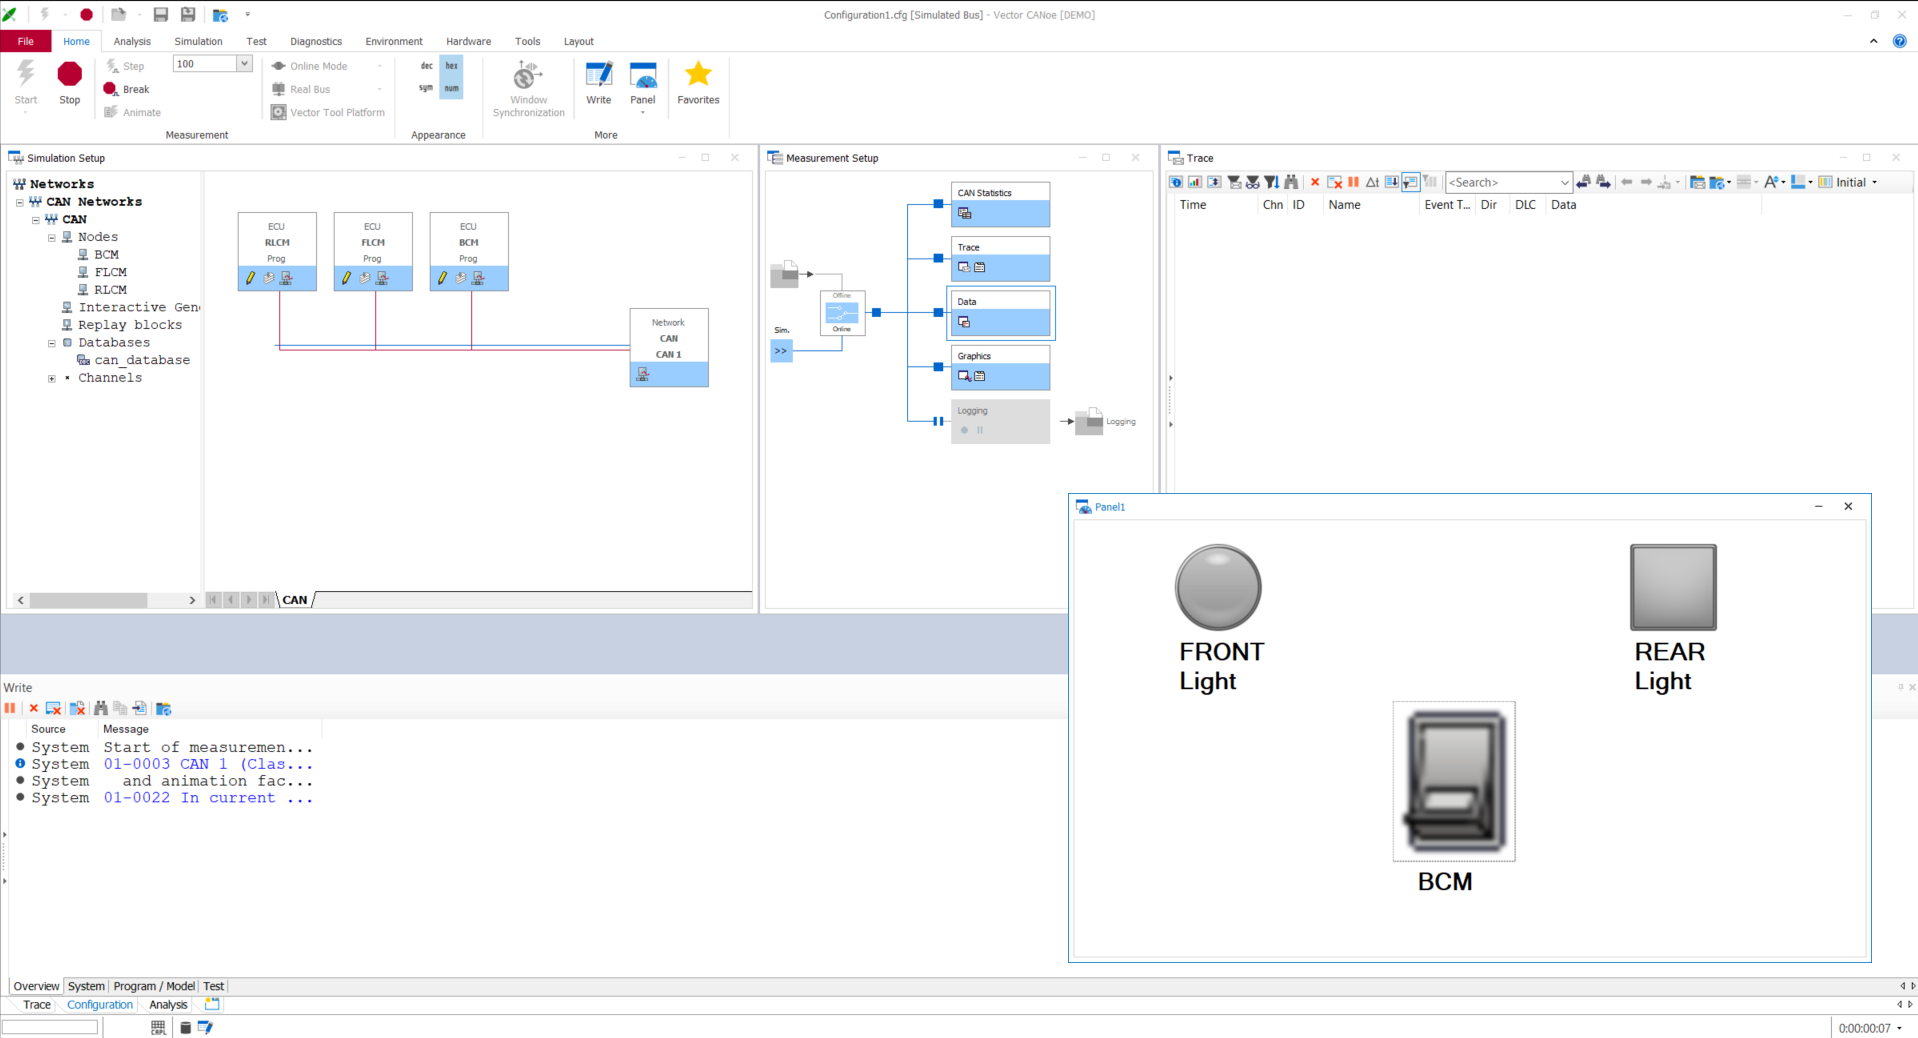 Configuration1.cfg [Simulated Bus] - Vector CANoe [DEMO]
File Home Analysis Simulation Test Diagnostics Environment Hardware Tools Layout
Start
Stop
Step
Break
Animate
100
Measurement
Online Mode
Real Bus
Vector Tool Platform
dec hex
sym num
Appearance
Window
Synchronization
Write
Panel
More
Favorites
Simulation Setup
Networks
CAN Networks
CAN
Nodes
BCM
FLCM
RLCM
Interactive Gen
Replay blocks
Databases
can_database
Channels
ECU
RLCM
Prog
ECU
FLCM
Prog
ECU
BCM
Prog
Network
CAN
CAN 1
CAN
Measurement Setup
Offline
Online
Sim.
>>
CAN Statistics
Trace
Data
Graphics
Logging
Logging
Trace
<Search>
Initial
Time Chn ID Name Event T... Dir DLC Data
Panel1
FRONT
Light
REAR
Light
BCM
Write
Source Message
System Start of measuremen...
System 01-0003 CAN 1 (Clas...
System and animation fac...
System 01-0022 In current ...
Overview System Program / Model Test
Trace Configuration Analysis
CAPL
0:00:00:07